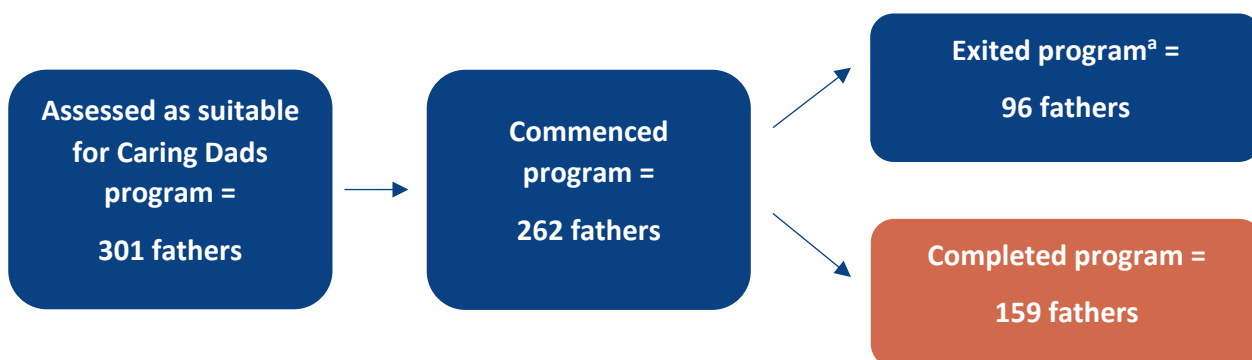 Assessed as suitable
for Caring Dads
program =
301 fathers
Commenced
program =
262 fathers
Exited programᵃ =
96 fathers
Completed program =
159 fathers